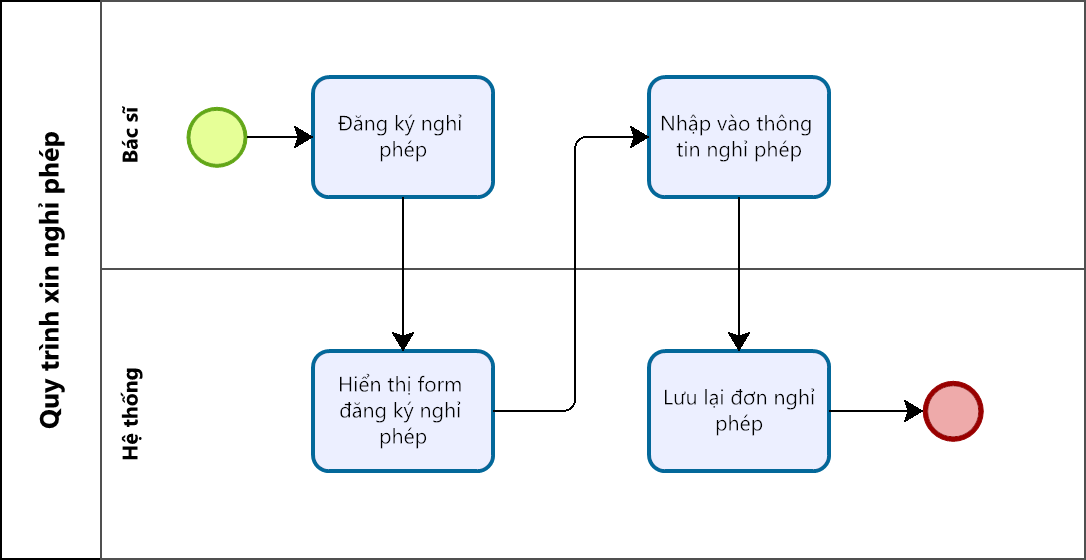 Quy trình xin nghỉ phép
Bác sĩ
Đăng ký nghỉ
phép
Nhập vào thông
tin nghỉ phép
Hệ thống
Hiển thị form
đăng ký nghỉ
phép
Lưu lại đơn nghỉ
phép